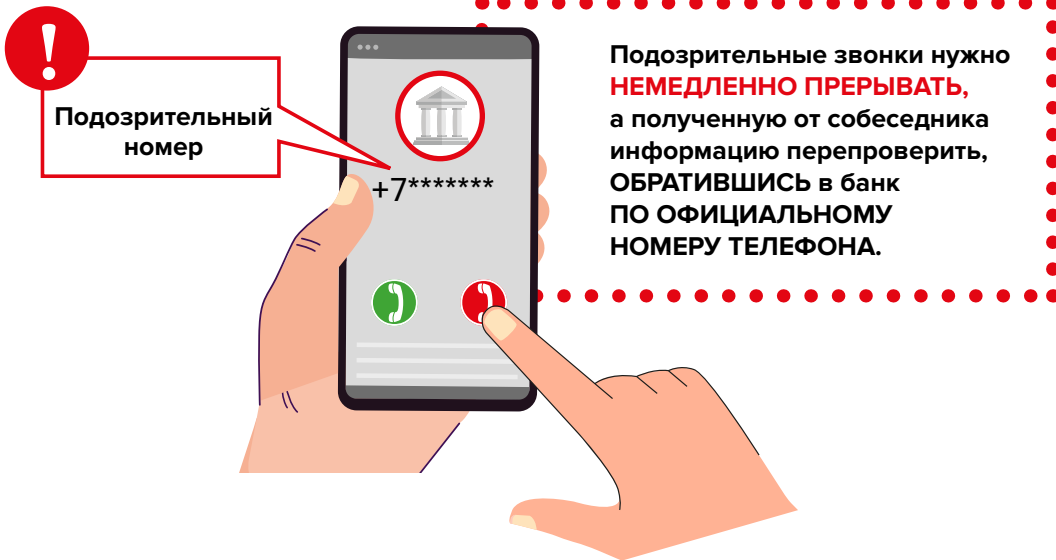 Подозрительный
номер
+7*******
Подозрительные звонки нужно
НЕМЕДЛЕННО ПРЕРЫВАТЬ,
а полученную от собеседника
информацию перепроверить,
ОБРАТИВШИСЬ в банк
ПО ОФИЦИАЛЬНОМУ
НОМЕРУ ТЕЛЕФОНА.